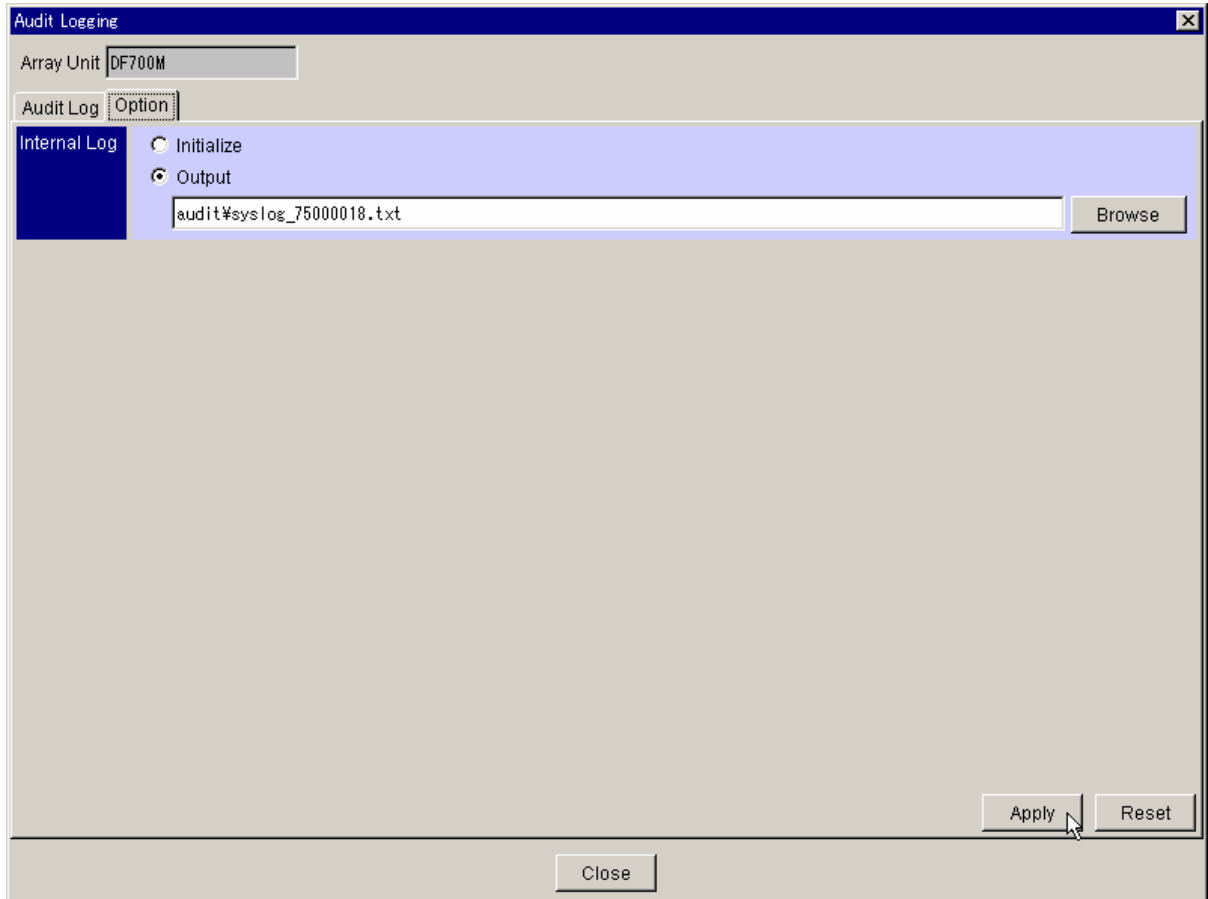 Audit Logging
Array Unit DF700M
Audit Log Option
Internal Log Initialize
Output
audit¥syslog_75000018.txt Browse
Apply Reset
Close